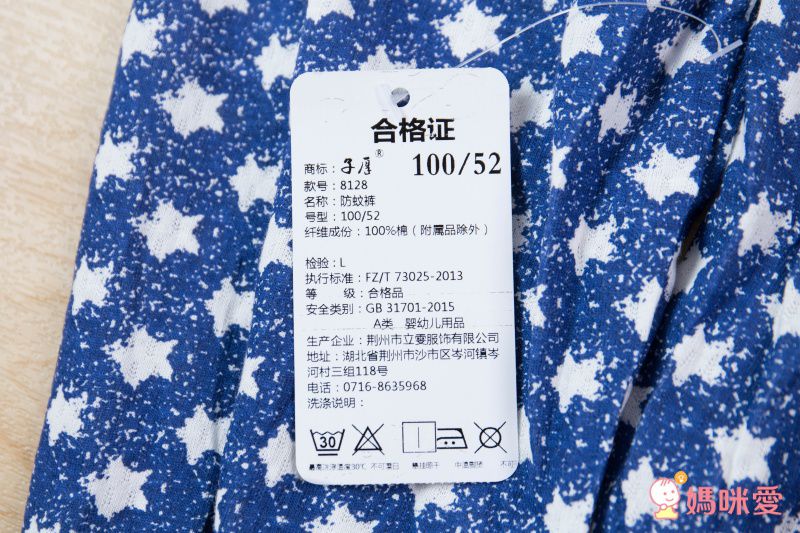 合格证
商标：子厚® 100/52
款号：8128
名称：防蚊裤
号型：100/52
纤维成份：100%棉（附属品除外）
检验：L
执行标准：FZ/T 73025-2013
等 级：合格品
安全类别：GB 31701-2015
A类 婴幼儿用品
生产企业：荆州市立雯服饰有限公司
地址：湖北省荆州市沙市区岑河镇岑
河村三组118号
电话：0716-8635968
洗涤说明：
30
最高洗涤温度30℃ 不可漂白 悬挂晾干 中温熨烫 不可
媽咪愛